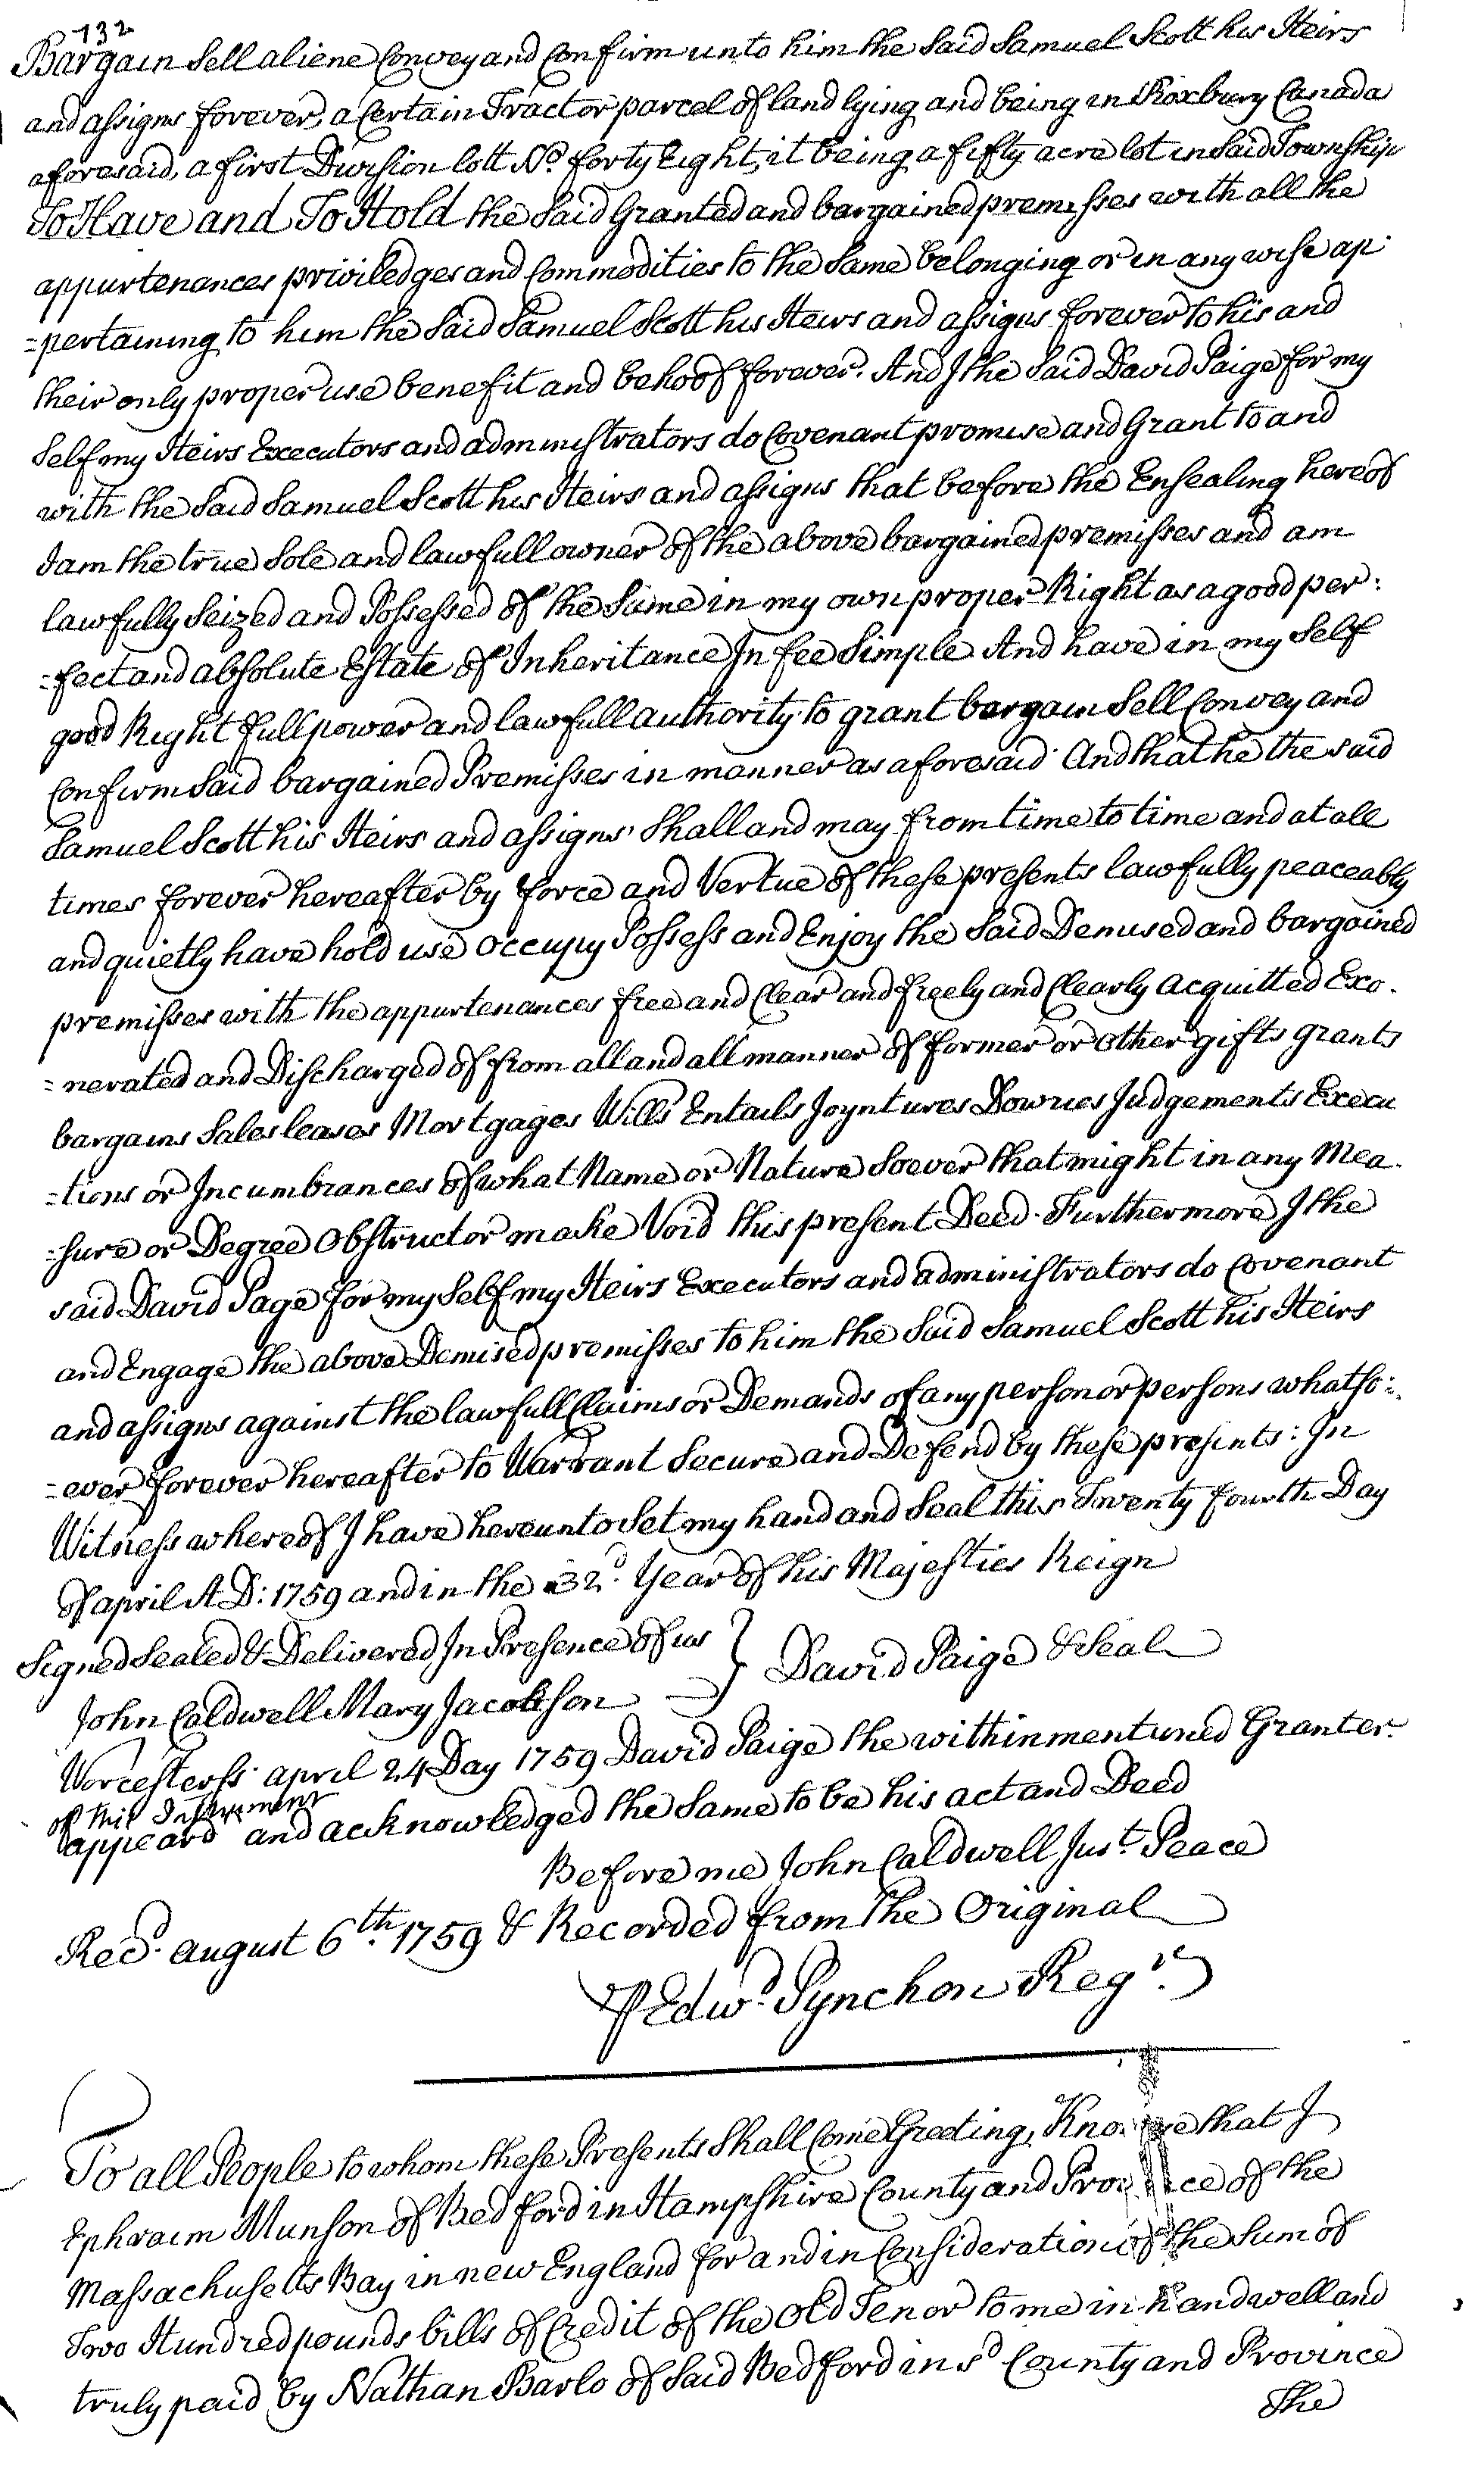 132
Bargain Sell aliene Convey and Confirm unto him the Said Samuel Scott his Heirs
and assigns forever, a Certain Tract or parcel of land lying and being in Roxbury Canada
aforesaid, a first Division lott No. forty Eight, it being a fifty acre lot in Said Township
To Have and To Hold the Said Granted and bargained premisses with all the
appurtenances priviledges and Commodities to the Same belonging or in any wise ap
=pertaining to him the Said Samuel Scott his Heirs and assigns forever to his and
their only proper use benefit and behoof forever. And I the Said David Paige for my
Self my Heirs Executors and administrators do Covenant promise and Grant to and
with the Said Samuel Scott his Heirs and assigns that before the Ensealing hereof
I am the true Sole and lawfull owner of the above bargained premisses and am
lawfully Seized and Possessed of the Same in my own proper Right as a good per:
=fect and absolute Estate of Inheritance In fee Simple And have in my Self
good Right full power and lawfull authority to grant bargain Sell Convey and
Confirm Said bargained Premisses in manner as aforesaid And that he the said
Samuel Scott his Heirs and assigns Shall and may from time to time and at all
times forever hereafter by force and Vertue of these presents lawfully peaceably
and quietly have hold use occupy Possess and Enjoy the Said Demised and bargained
premisses with the appurtenances free and Clear and freely and Clearly acquitted Exo.
=nerated and Discharged of from all and all manner of former or other gifts grants
bargains Sales leases Mortgages Wills Entails Joyntures Dowries Judgements Execu
=tions or Incumbrances of what Name or Nature Soever that might in any Mea.
=sure or Degree Obstruct or make Void this present Deed. Furthermore I the
said David Page for my Self my Heirs Executors and administrators do Covenant
and Engage the above Demised premisses to him the Said Samuel Scott his Heirs
and assigns against the lawfull Claims or Demands of any person or persons whatso=
=ever forever hereafter to Warrant Secure and Defend by these presints: In
Witness whereof I have hereunto Set my hand and Seal this Twenty fourth Day
of april A D: 1759 and in the 32d. Year of his Majesties Reign
Signed Sealed & Delivered In Presence of us } David Paige & Seal
John Caldwell Mary Jacobson
Worcester ss. april 24 Day 1759 David Paige the within mentuned Granter.
of this Instrument
appeard and acknowledged the Same to be his act and Deed
Before me John Caldwell Just. Peace
Recd. august 6th. 1759 & Recorded from the Original
P Edwd. Pynchon Regr.
To all People to whom these Presents Shall Come Greeting, Know ye that I
Ephraim Munson of Bedford in Hampshire County and Province of the
Massachusetts Bay in new England for and in Consideration of the Sum of
Two Hundred pounds bills of Credit of the Old Tenor to me in hand well and
truly paid by Nathan Barlo of Said Bedford in sd County and Province
The